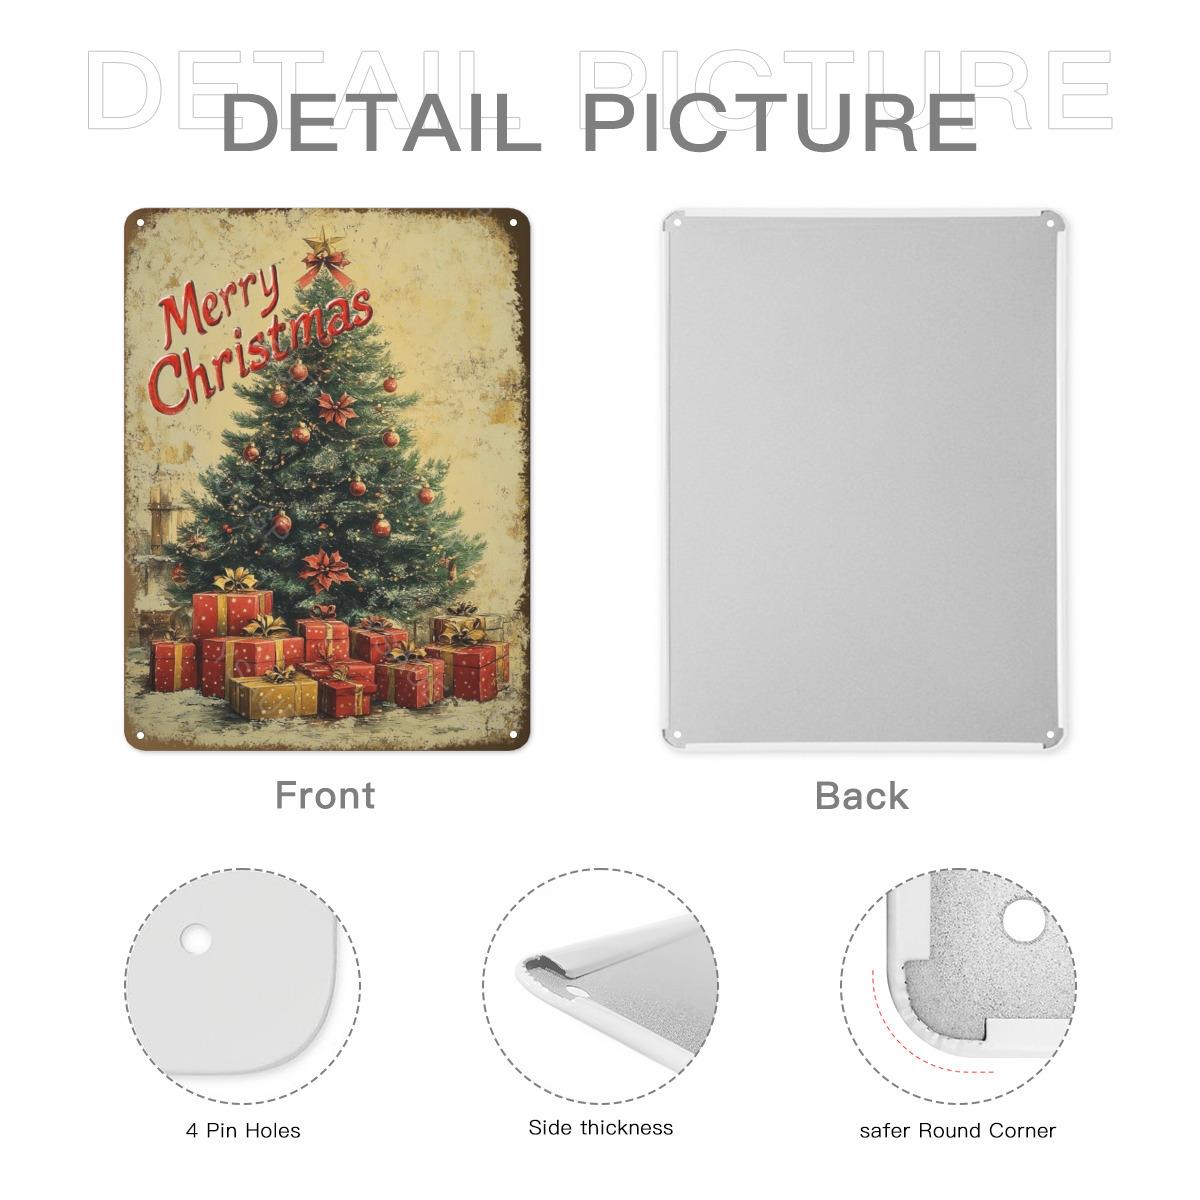 DETAIL PICTURE
DETAIL PICTURE
Merry
Christmas
Front
Back
4 Pin Holes
Side thickness
safer Round Corner